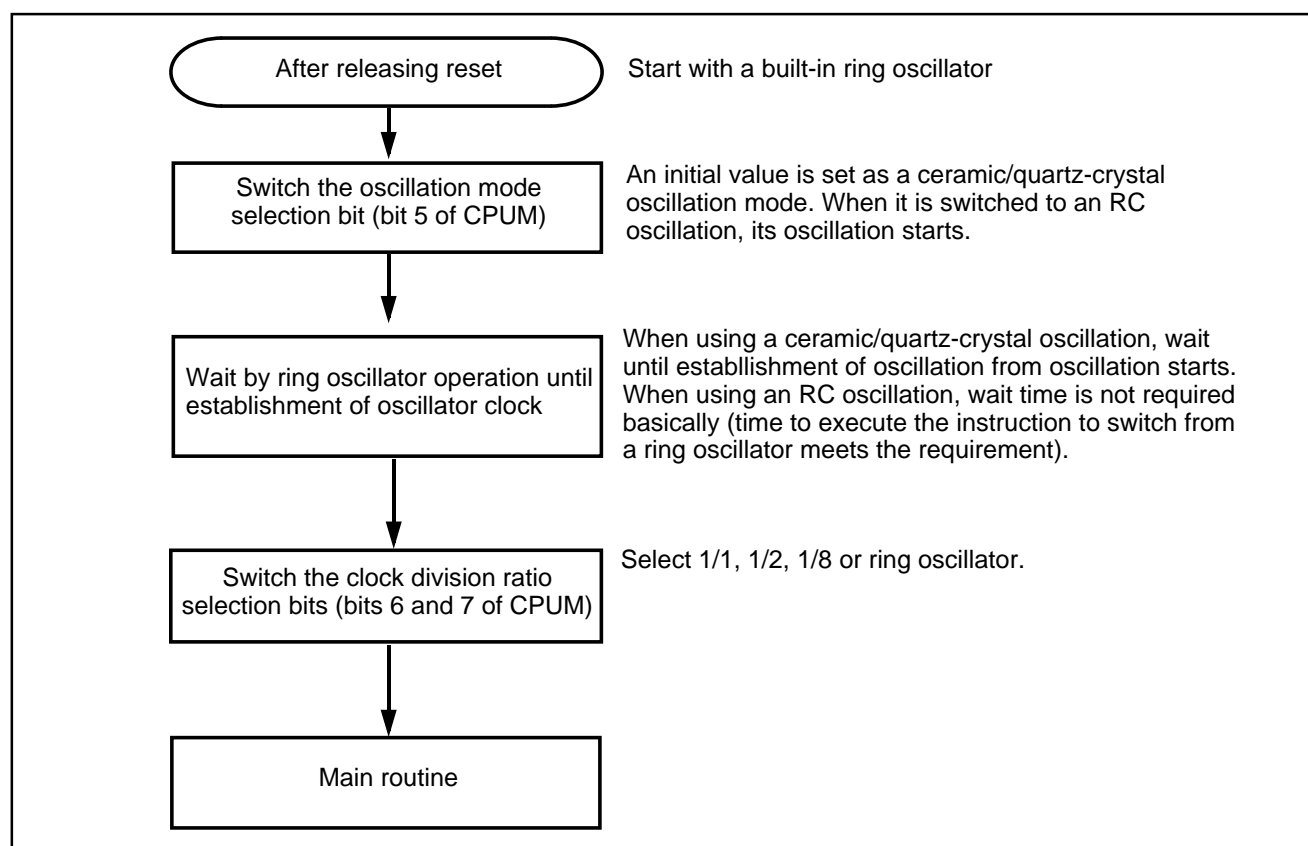 After releasing reset
Start with a built-in ring oscillator
Switch the oscillation mode
selection bit (bit 5 of CPUM)
An initial value is set as a ceramic/quartz-crystal
oscillation mode. When it is switched to an RC
oscillation, its oscillation starts.
Wait by ring oscillator operation until
establishment of oscillator clock
When using a ceramic/quartz-crystal oscillation, wait
until establlishment of oscillation from oscillation starts.
When using an RC oscillation, wait time is not required
basically (time to execute the instruction to switch from
a ring oscillator meets the requirement).
Switch the clock division ratio
selection bits (bits 6 and 7 of CPUM)
Select 1/1, 1/2, 1/8 or ring oscillator.
Main routine